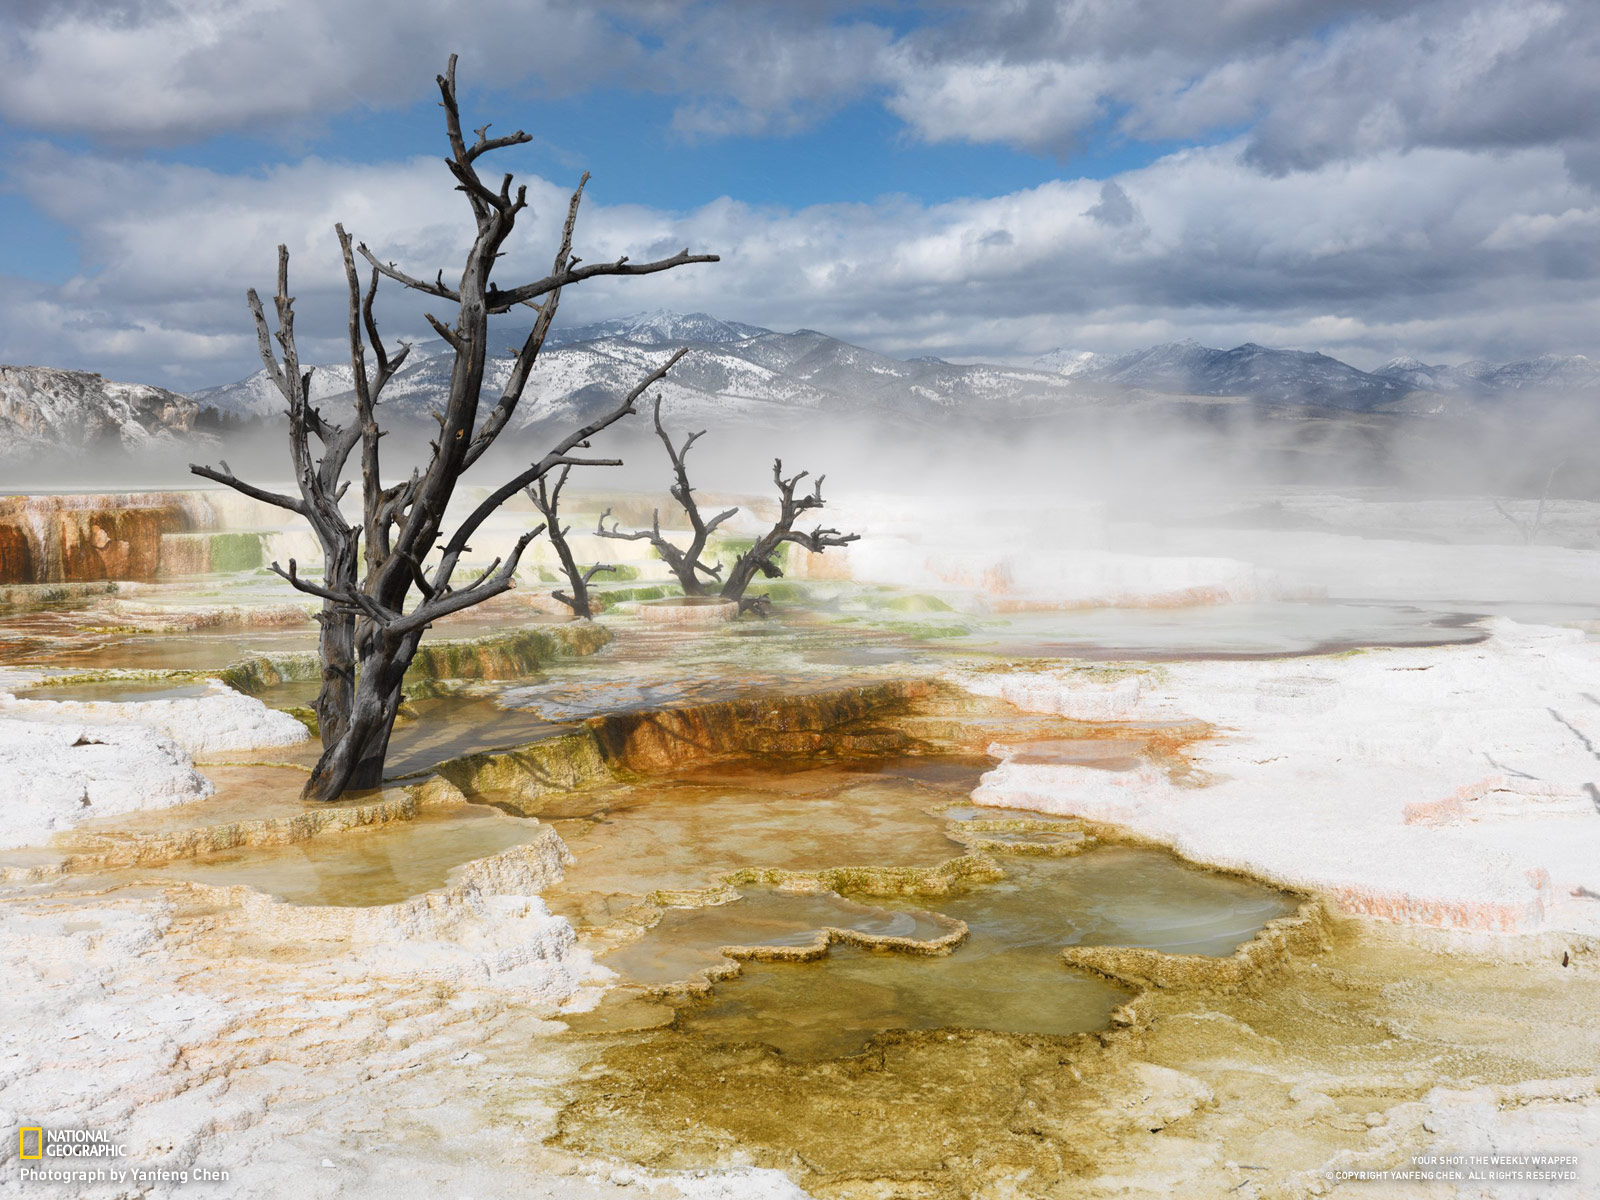 NATIONAL
GEOGRAPHIC
Photograph by Yanfeng Chen
YOUR SHOT: THE WEEKLY WRAPPER
© COPYRIGHT YANFENG CHEN. ALL RIGHTS RESERVED.